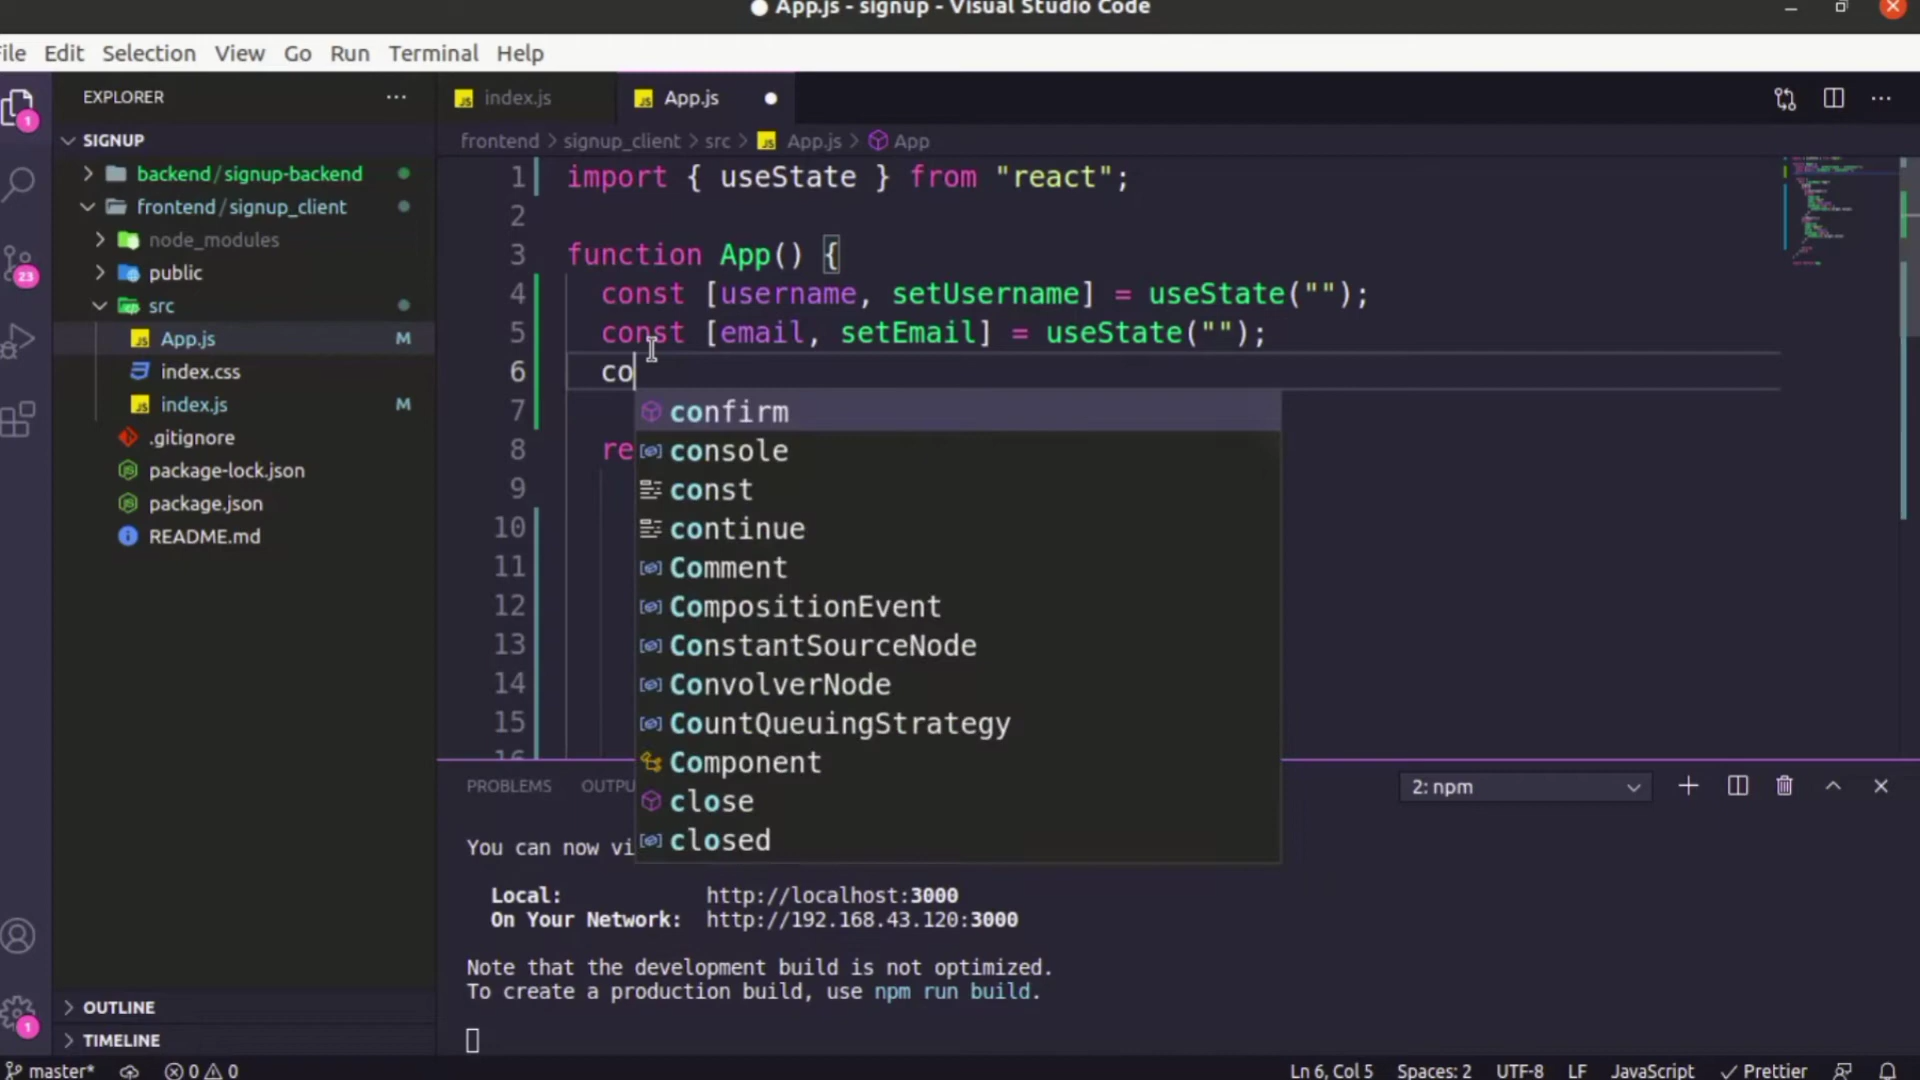 App.js - signup - Visual Studio Code
File Edit Selection View Go Run Terminal Help
EXPLORER
1
SIGNUP
backend / signup-backend
frontend / signup_client
node_modules
public
23
src
App.js M
index.css
index.js M
.gitignore
package-lock.json
package.json
README.md
OUTLINE
1
TIMELINE
index.js App.js
frontend > signup_client > src > App.js > App
1 import { useState } from "react";
2
3 function App() {
4 const [username, setUsername] = useState("");
5 const [email, setEmail] = useState("");
6 co
7
8 re
9
10
11
12
13
14
15
confirm
console
const
continue
Comment
CompositionEvent
ConstantSourceNode
ConvolverNode
CountQueuingStrategy
Component
close
closed
PROBLEMS OUTPU 2: npm
You can now vi
Local: http://localhost:3000
On Your Network: http://192.168.43.120:3000
Note that the development build is not optimized.
To create a production build, use npm run build.
master* 0 0 Ln 6, Col 5 Spaces: 2 UTF-8 LF JavaScript Prettier